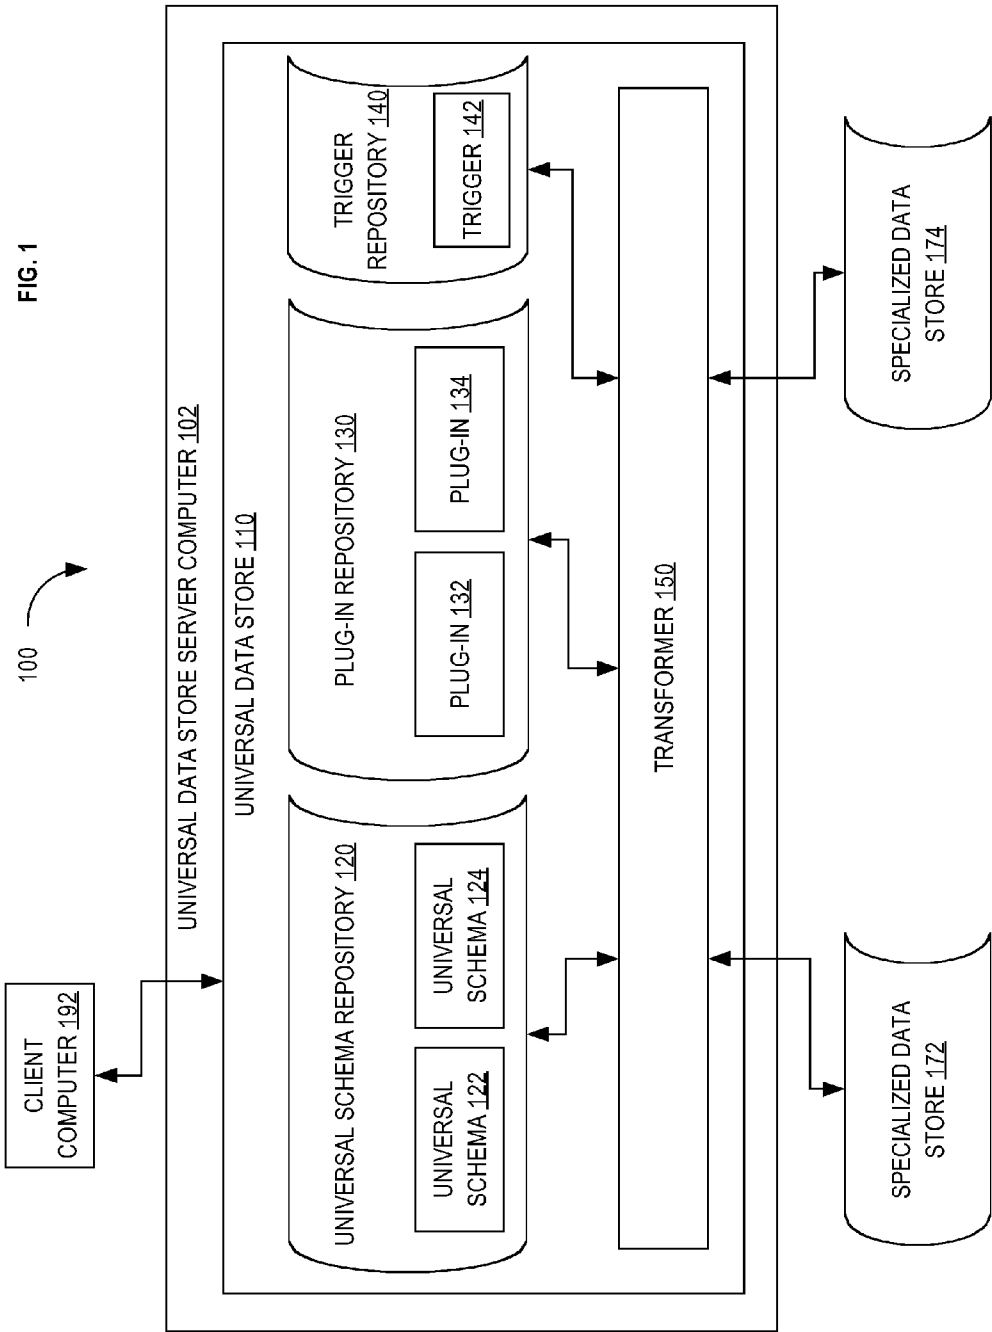 FIG. 1
100
CLIENT
COMPUTER 192
UNIVERSAL DATA STORE SERVER COMPUTER 102
UNIVERSAL DATA STORE 110
UNIVERSAL SCHEMA REPOSITORY 120
UNIVERSAL
SCHEMA 122
UNIVERSAL
SCHEMA 124
PLUG-IN REPOSITORY 130
PLUG-IN 132
PLUG-IN 134
TRIGGER
REPOSITORY 140
TRIGGER 142
TRANSFORMER 150
SPECIALIZED DATA
STORE 172
SPECIALIZED DATA
STORE 174